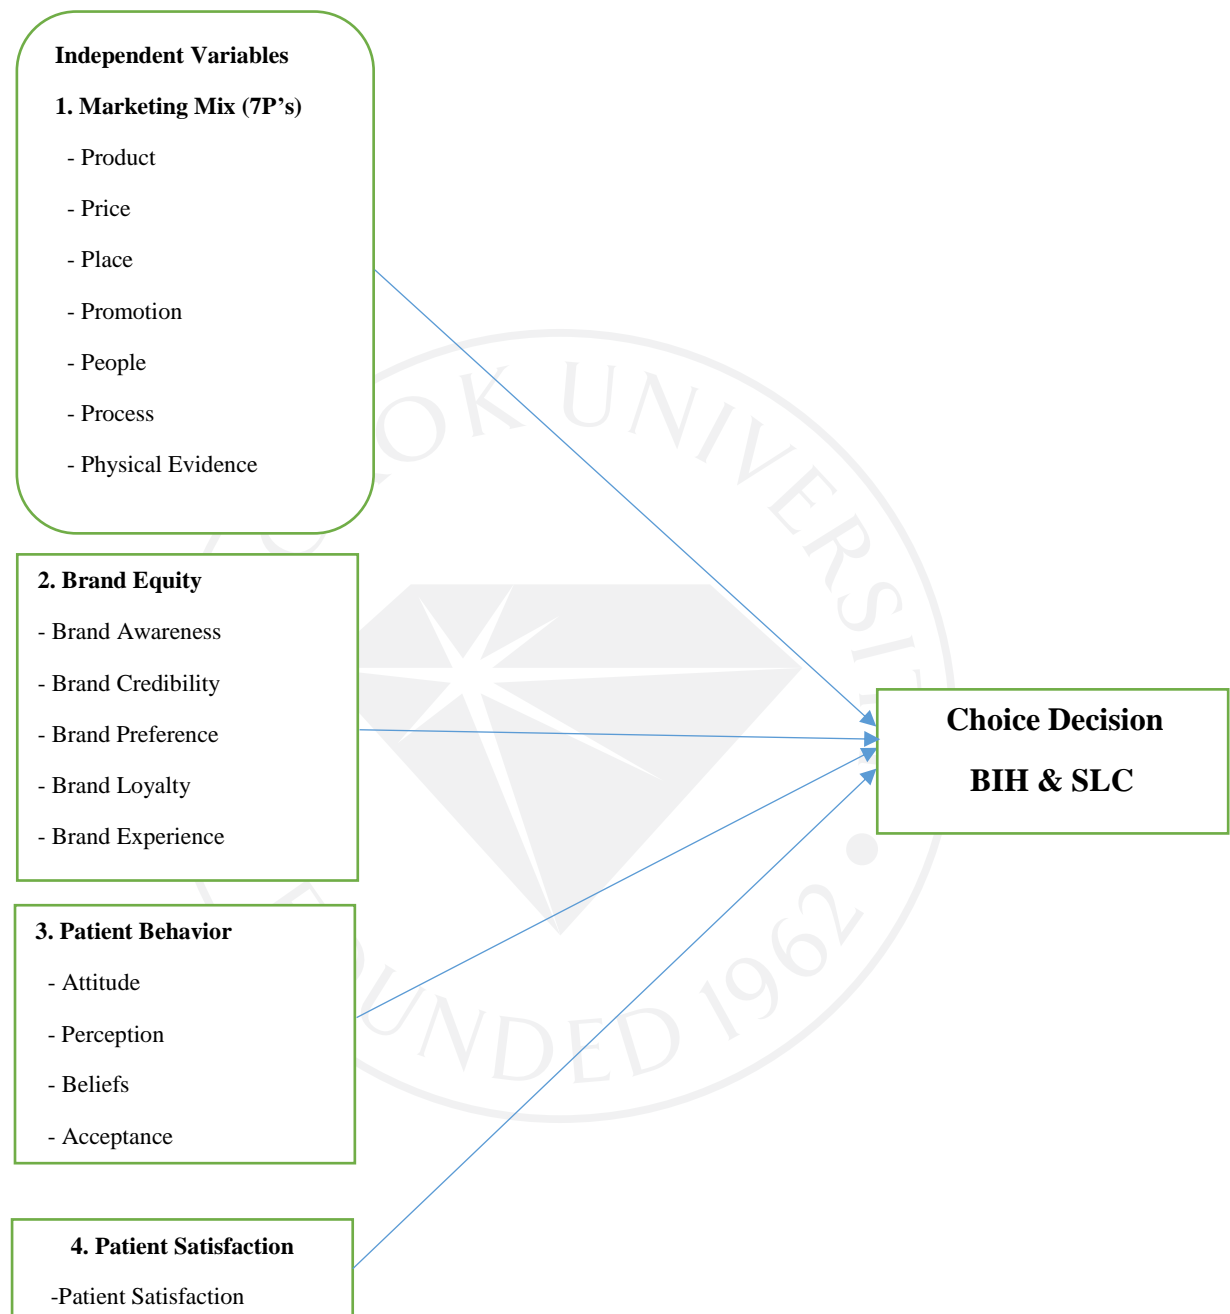 Independent Variables
1. Marketing Mix (7P’s)
- Product
- Price
- Place
- Promotion
- People
- Process
- Physical Evidence
2. Brand Equity
- Brand Awareness
- Brand Credibility
- Brand Preference
- Brand Loyalty
- Brand Experience
3. Patient Behavior
- Attitude
- Perception
- Beliefs
- Acceptance
4. Patient Satisfaction
-Patient Satisfaction
Choice Decision
BIH & SLC
OK UNIVERSIT
UNDED 1962